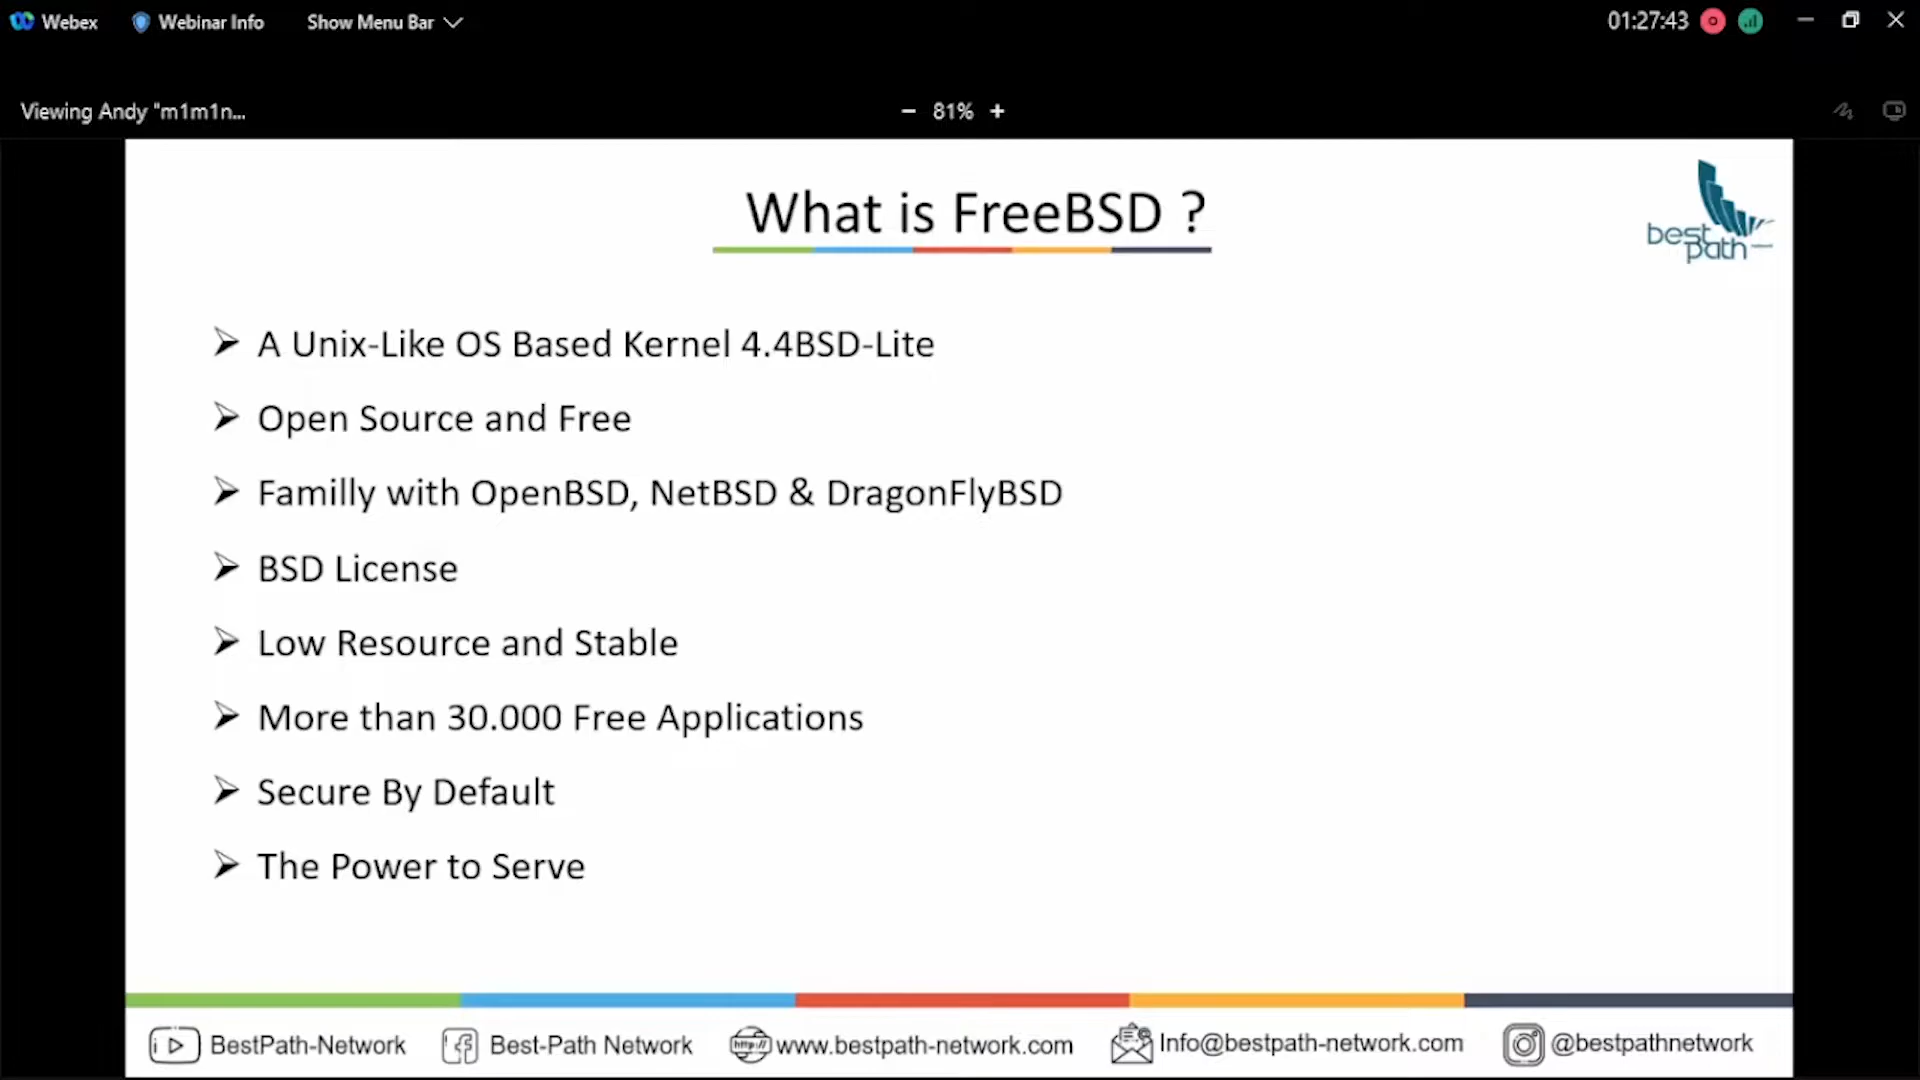 Webex
Webinar Info
Show Menu Bar
01:27:43
Viewing Andy "m1m1n...
− 81% +
What is FreeBSD ?
best path
A Unix-Like OS Based Kernel 4.4BSD-Lite
Open Source and Free
Familly with OpenBSD, NetBSD & DragonFlyBSD
BSD License
Low Resource and Stable
More than 30.000 Free Applications
Secure By Default
The Power to Serve
BestPath-Network
Best-Path Network
http://
www.bestpath-network.com
Info@bestpath-network.com
@bestpathnetwork